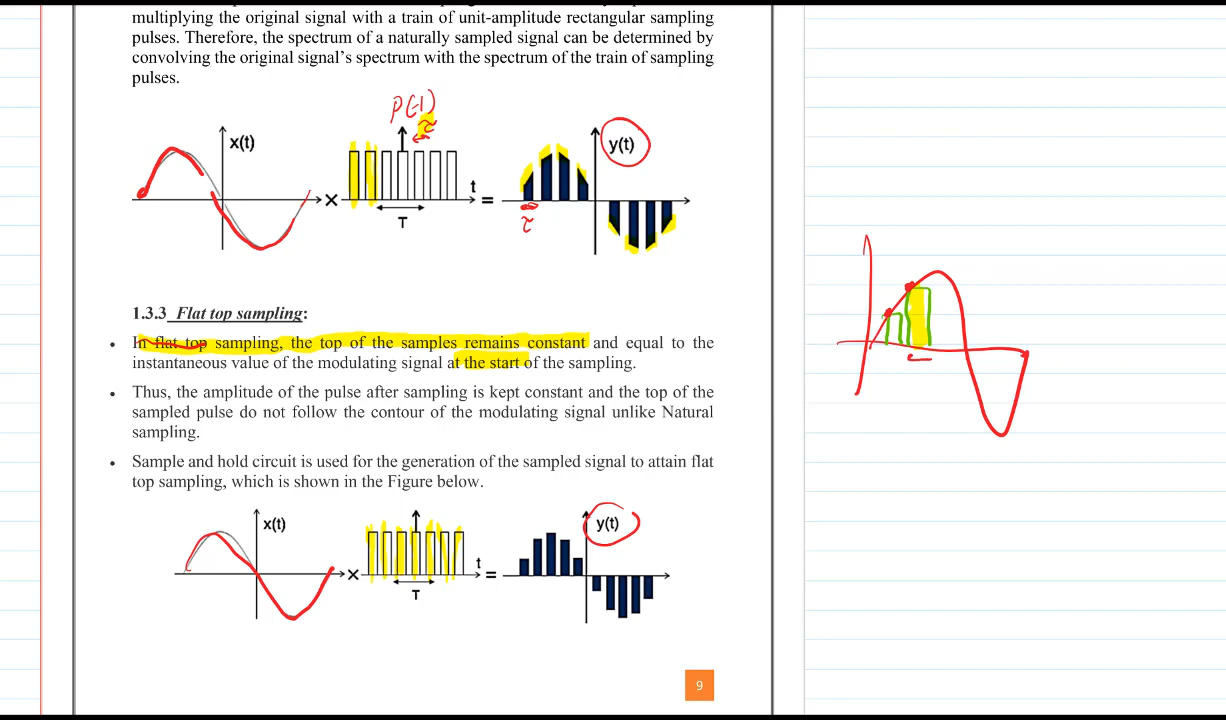 multiplying the original signal with a train of unit-amplitude rectangular sampling
pulses. Therefore, the spectrum of a naturally sampled signal can be determined by
convolving the original signal's spectrum with the spectrum of the train of sampling
pulses.
τ
x(t)
y(t)
t
×
=
T
τ
1.3.3 Flat top sampling:
• In flat top sampling, the top of the samples remains constant and equal to the
instantaneous value of the modulating signal at the start of the sampling.
• Thus, the amplitude of the pulse after sampling is kept constant and the top of the
sampled pulse do not follow the contour of the modulating signal unlike Natural
sampling.
• Sample and hold circuit is used for the generation of the sampled signal to attain flat
top sampling, which is shown in the Figure below.
x(t)
y(t)
t
×
=
T
9